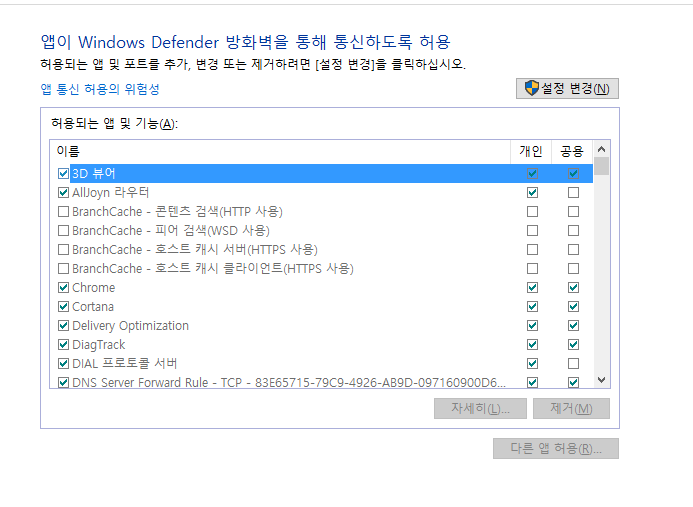 앱이 Windows Defender 방화벽을 통해 통신하도록 허용
허용되는 앱 및 포트를 추가, 변경 또는 제거하려면 [설정 변경]을 클릭하십시오.
앱 통신 허용의 위험성
설정 변경(N)
허용되는 앱 및 기능(A):
이름 개인 공용
3D 뷰어
AllJoyn 라우터
BranchCache - 콘텐츠 검색(HTTP 사용)
BranchCache - 피어 검색(WSD 사용)
BranchCache - 호스트 캐시 서버(HTTPS 사용)
BranchCache - 호스트 캐시 클라이언트(HTTPS 사용)
Chrome
Cortana
Delivery Optimization
DiagTrack
DIAL 프로토콜 서버
DNS Server Forward Rule - TCP - 83E65715-79C9-4926-AB9D-097160900D6...
자세히(L)... 제거(M)
다른 앱 허용(R)...